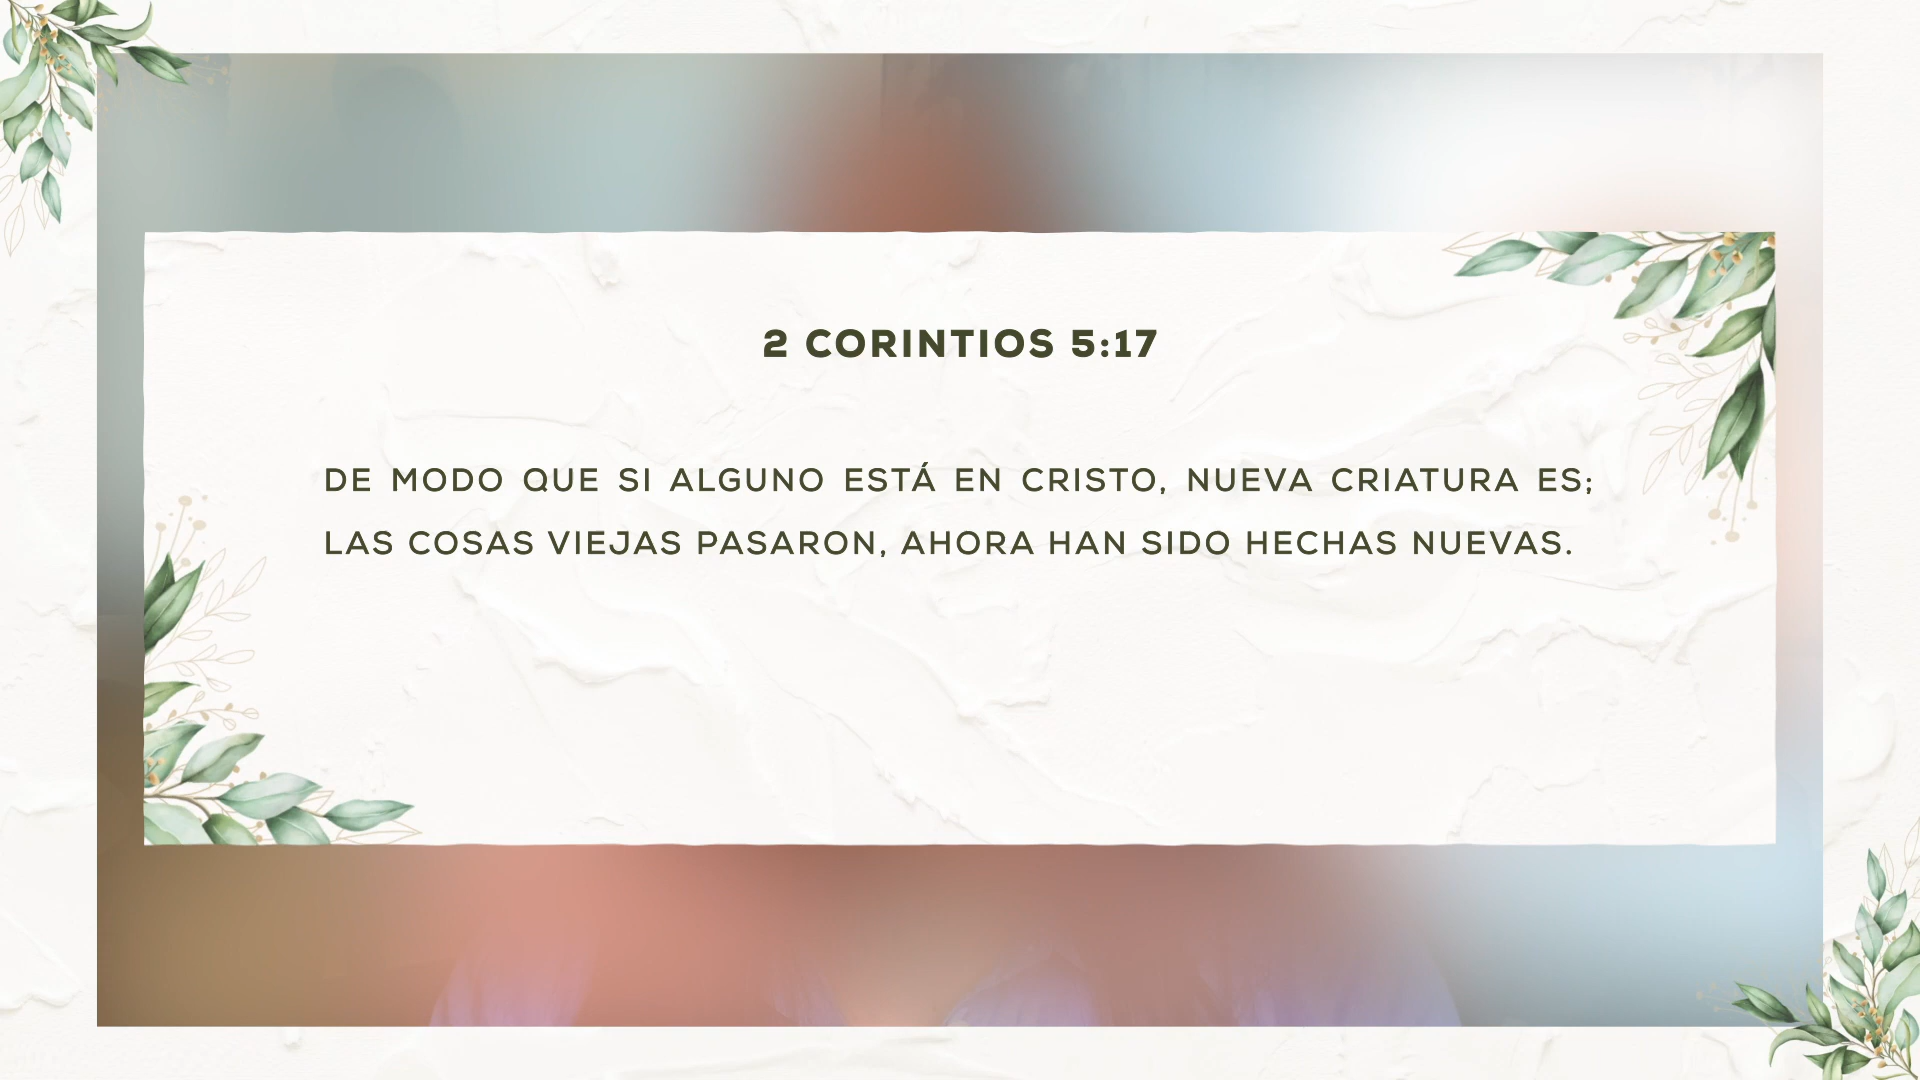 2 CORINTIOS 5:17
DE MODO QUE SI ALGUNO ESTÁ EN CRISTO, NUEVA CRIATURA ES;
LAS COSAS VIEJAS PASARON, AHORA HAN SIDO HECHAS NUEVAS.